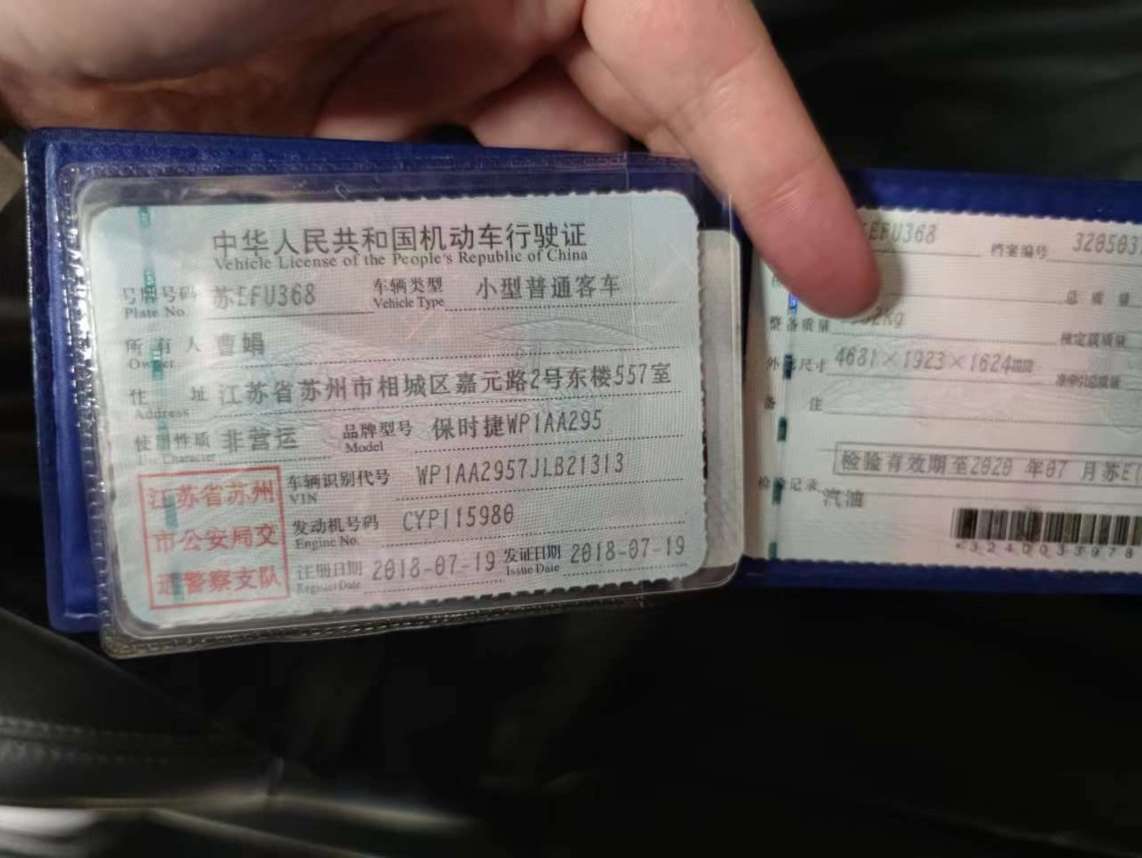 中华人民共和国机动车行驶证
Vehicle License of the People's Republic of China
号牌号码 苏EFU368 车辆类型 小型普通客车
Plate No. Vehicle Type
所有人 曹娟
Owner
住址 江苏省苏州市相城区嘉元路2号东楼557室
Address
使用性质 非营运 品牌型号 保时捷WP1AA295
Use Character Model
江苏省苏州
市公安局交
通警察支队
车辆识别代号 WP1AA2957JLB21313
VIN
发动机号码 CYP115980
Engine No.
注册日期 2018-07-19 发证日期 2018-07-19
Register Date Issue Date
EFU368 档案编号 320503
总质量
整备质量 kg 核定载质量
外廓尺寸 4681×1923×1624mm 准牵引总质量
备注
检验有效期至2020年07月苏E
检验记录
汽油
*3240033978